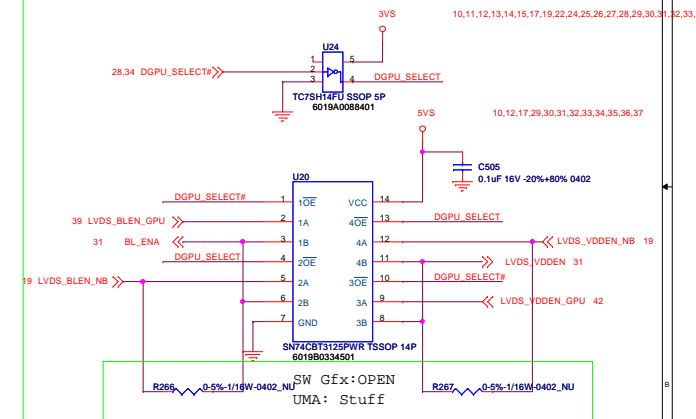 3VS
10,11,12,13,14,15,17,19,22,24,25,26,27,28,29,30,31,32,33,
U24
1
5
28,34 DGPU_SELECT#
2
3
4
DGPU_SELECT
TC7SH14FU SSOP 5P
6019A0088401
5VS
10,12,17,29,30,31,32,33,34,35,36,37
C505
0.1uF 16V -20%+80% 0402
U20
DGPU_SELECT#
1
1OE
VCC
14
39 LVDS_BLEN_GPU
2
1A
4OE
13
DGPU_SELECT
31 BL_ENA
3
1B
4A
12
LVDS_VDDEN_NB 19
DGPU_SELECT
4
2OE
4B
11
LVDS_VDDEN 31
19 LVDS_BLEN_NB
5
2A
3OE
10
DGPU_SELECT#
6
2B
3A
9
LVDS_VDDEN_GPU 42
7
GND
3B
8
SN74CBT3125PWR TSSOP 14P
6019B0334501
R266
0-5%-1/16W-0402_NU
SW Gfx:OPEN
R267
0-5%-1/16W-0402_NU
UMA: Stuff
B